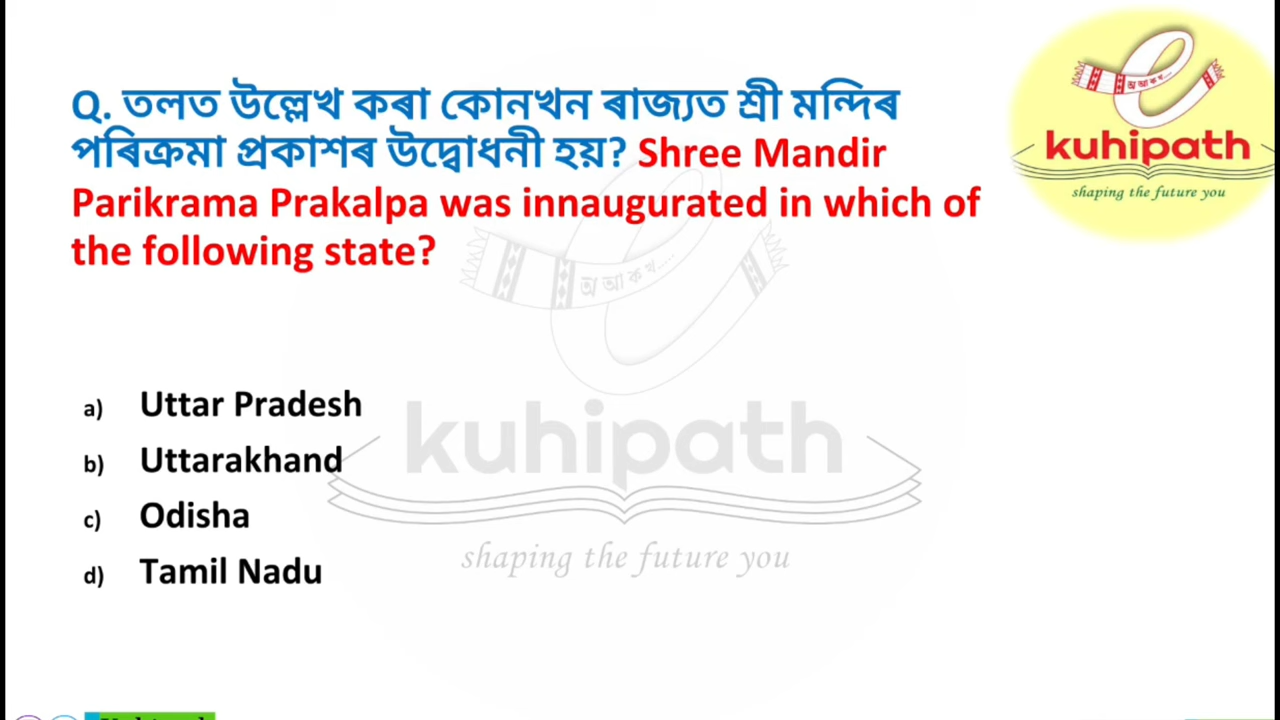 Q. তলত উল্লেখ কৰা কোনখন ৰাজ্যত শ্ৰী মন্দিৰ
পৰিক্ৰমা প্ৰকাশৰ উদ্বোধনী হয়? Shree Mandir
Parikrama Prakalpa was innaugurated in which of
the following state?
a) Uttar Pradesh
b) Uttarakhand
c) Odisha
d) Tamil Nadu
অ আ ক খ....
kuhipath
shaping the future you
অ আ ক খ.....
kuhipath
shaping the future you